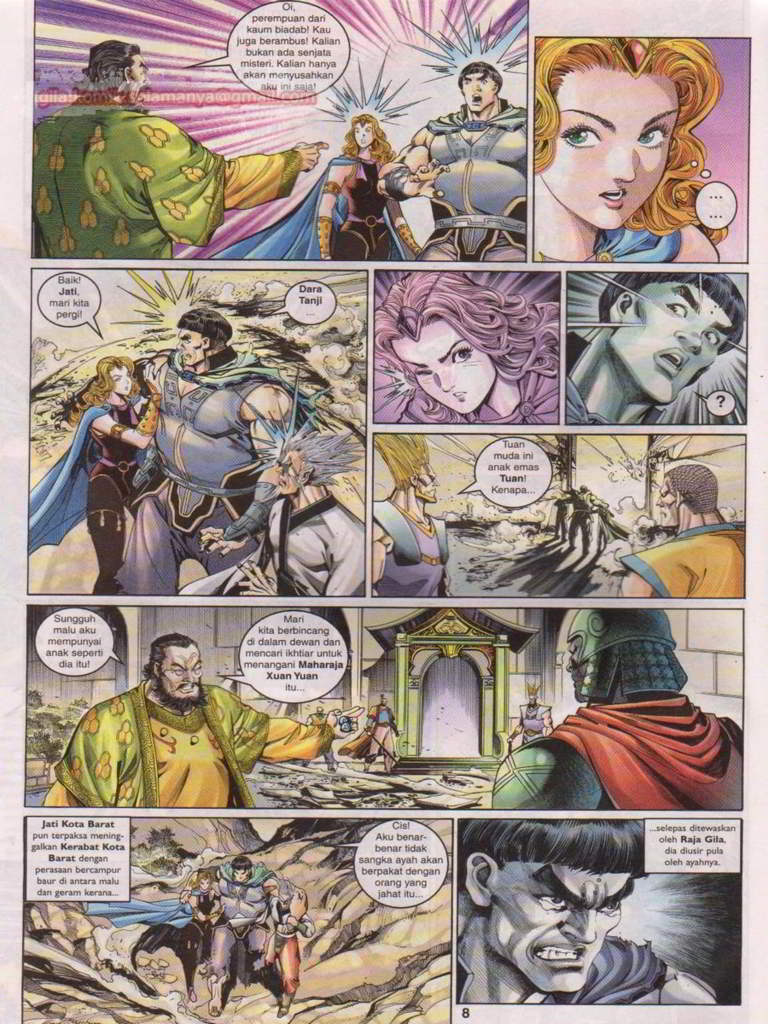 Oi,
perempuan dari
kaum biadab! Kau
juga berambus! Kalian
bukan ada senjata
misteri. Kalian hanya
akan menyusahkan
aku ini saja!
...
...
Baik!
Jati,
mari kita
pergi!
Dara
Tanji
...
?
Tuan
muda ini
anak emas
Tuan!
Kenapa...
Sungguh
malu aku
mempunyai
anak seperti
dia itu!
Mari
kita berbincang
di dalam dewan dan
mencari ikhtiar untuk
menangani Maharaja
Xuan Yuan
itu...
Jati Kota Barat
pun terpaksa mening-
galkan Kerabat Kota
Barat dengan
perasaan bercampur
baur di antara malu
dan geram kerana...
Cis!
Aku benar-
benar tidak
sangka ayah akan
berpakat dengan
orang yang
jahat itu...
...selepas ditewaskan
oleh Raja Gila,
dia diusir pula
oleh ayahnya.
8